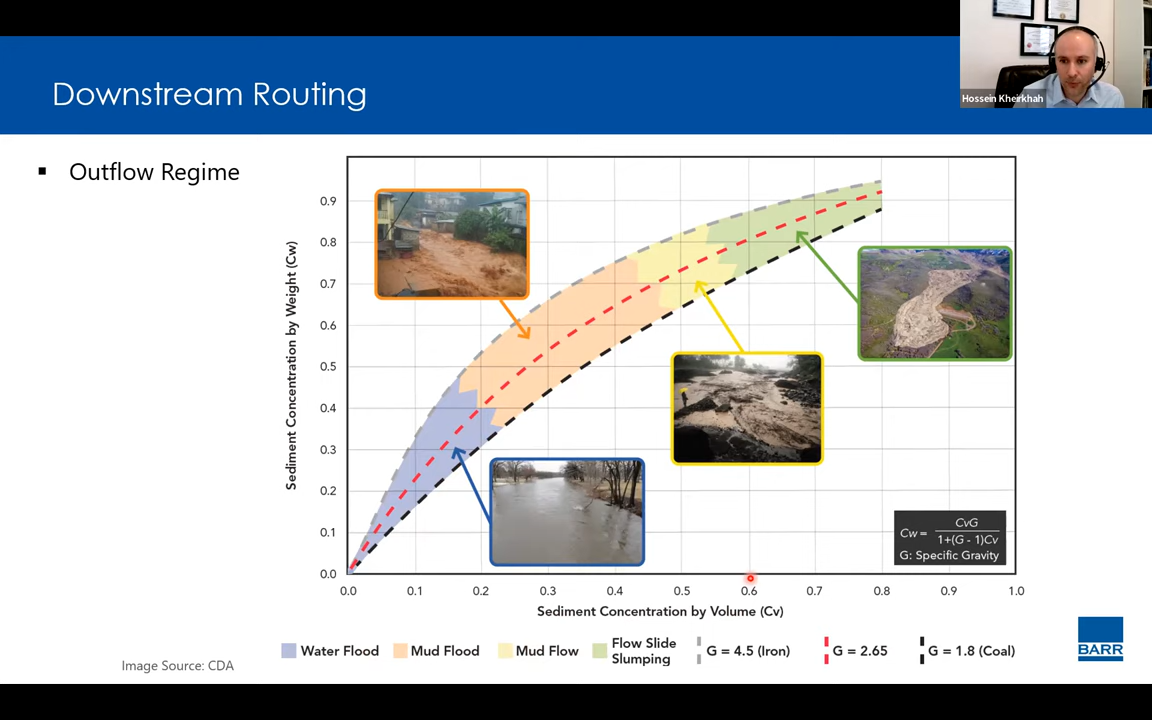 Downstream Routing
Hossein Kheirkhah
▪ Outflow Regime
Sediment Concentration by Weight (Cw)
0.9
0.8
0.7
0.6
0.5
0.4
0.3
0.2
0.1
0.0
Cw = CvG
1+(G - 1)Cv
G: Specific Gravity
0.0 0.1 0.2 0.3 0.4 0.5 0.6 0.7 0.8 0.9 1.0
Sediment Concentration by Volume (Cv)
Water Flood Mud Flood Mud Flow Flow Slide Slumping G = 4.5 (Iron) G = 2.65 G = 1.8 (Coal)
Image Source: CDA
BARR